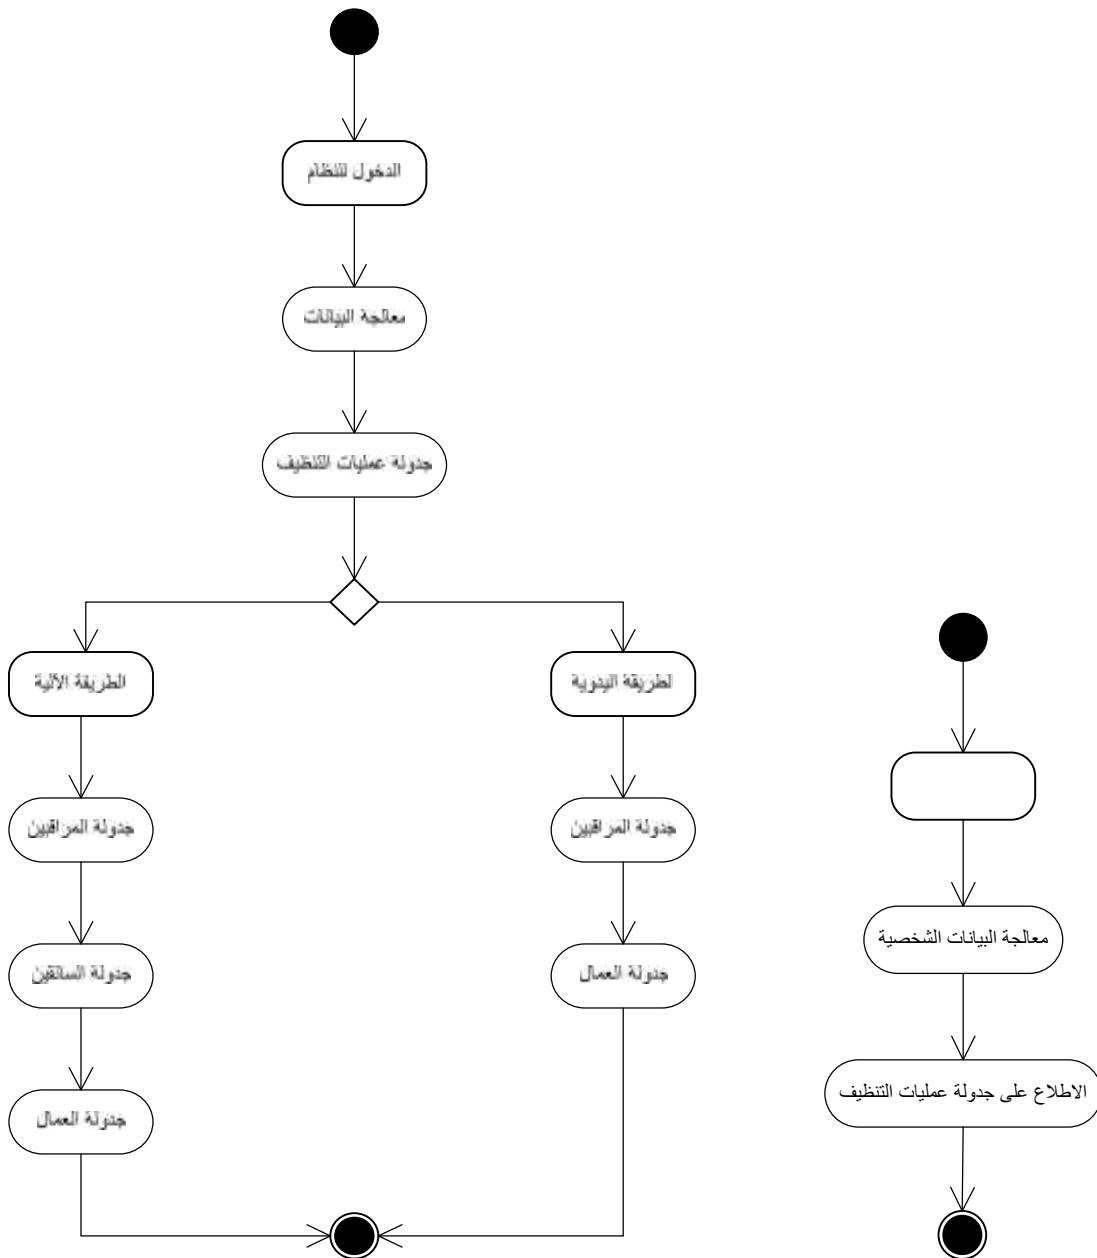 الدخول للنظام
معالجة البيانات
جدولة عمليات التنظيف
الطريقة الآلية
لطريقة اليدوية
جدولة المراقبين
جدولة المراقبين
جدولة السائقين
جدولة العمال
جدولة العمال
معالجة البيانات الشخصية
الاطلاع على جدولة عمليات التنظيف